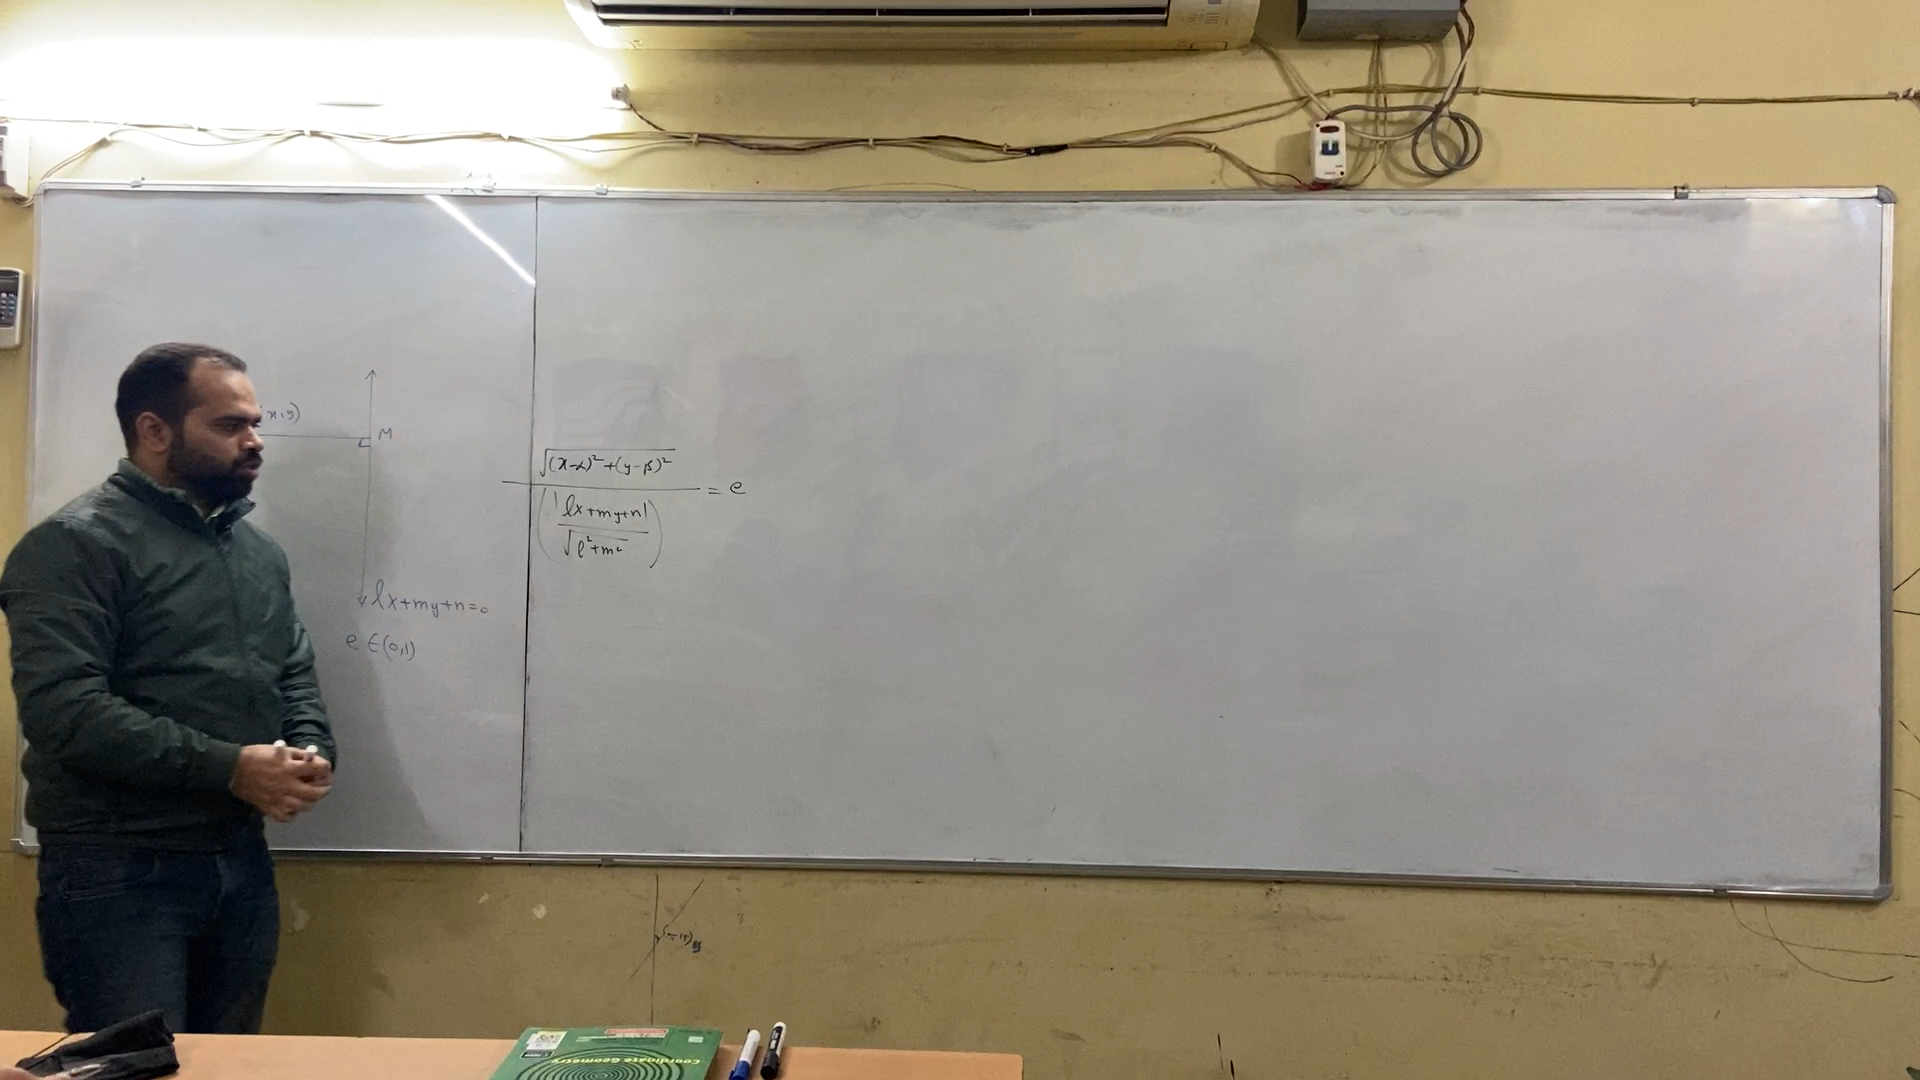 x,y)
M
lx+my+n=0
e ∈(0,1)
√(x-α)²+(y-β)²
= e
|lx+my+n|
√l²+m²
Coordinate Geometry